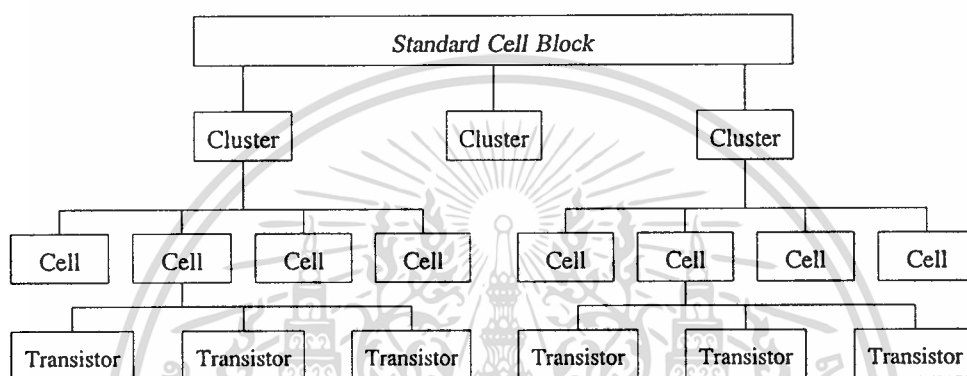 Standard Cell Block
Cluster Cluster Cluster
Cell Cell Cell Cell Cell Cell Cell Cell
Transistor Transistor Transistor Transistor Transistor Transistor